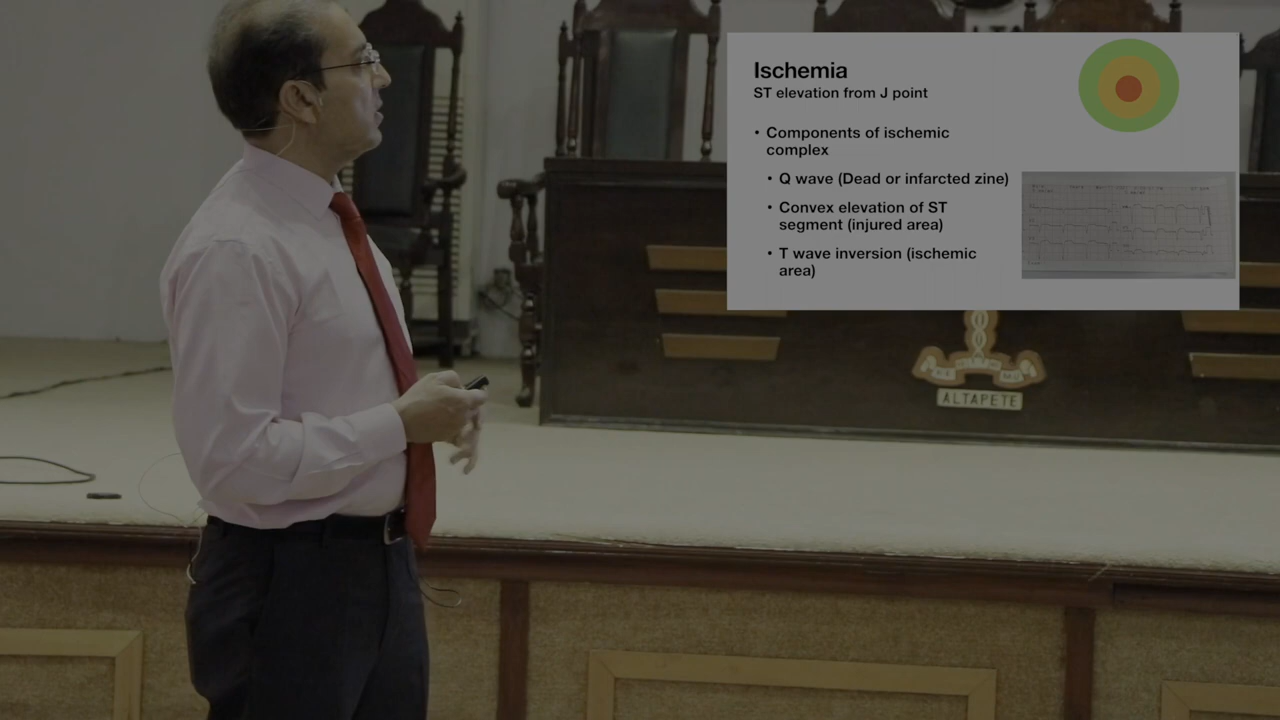 Ischemia
ST elevation from J point
• Components of ischemic
complex
• Q wave (Dead or infarcted zine)
• Convex elevation of ST
segment (injured area)
• T wave inversion (ischemic
area)
ALTAPETE